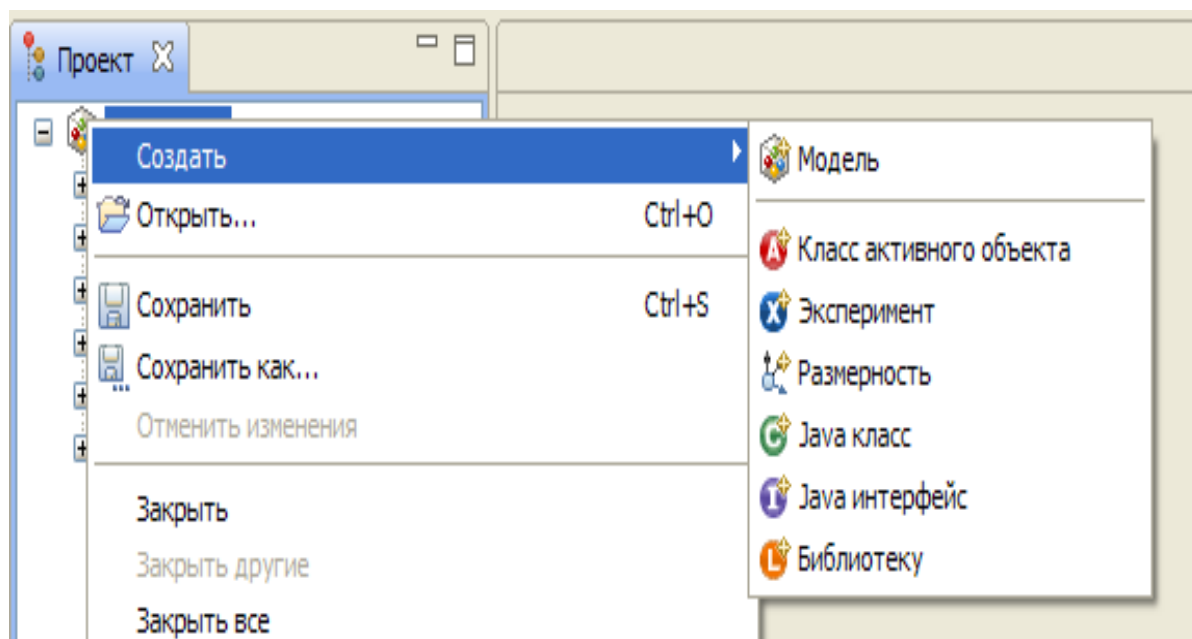 Проект
Создать
Открыть... Ctrl+O
Сохранить Ctrl+S
Сохранить как...
Отменить изменения
Закрыть
Закрыть другие
Закрыть все
Модель
Класс активного объекта
Эксперимент
Размерность
Java класс
Java интерфейс
Библиотеку